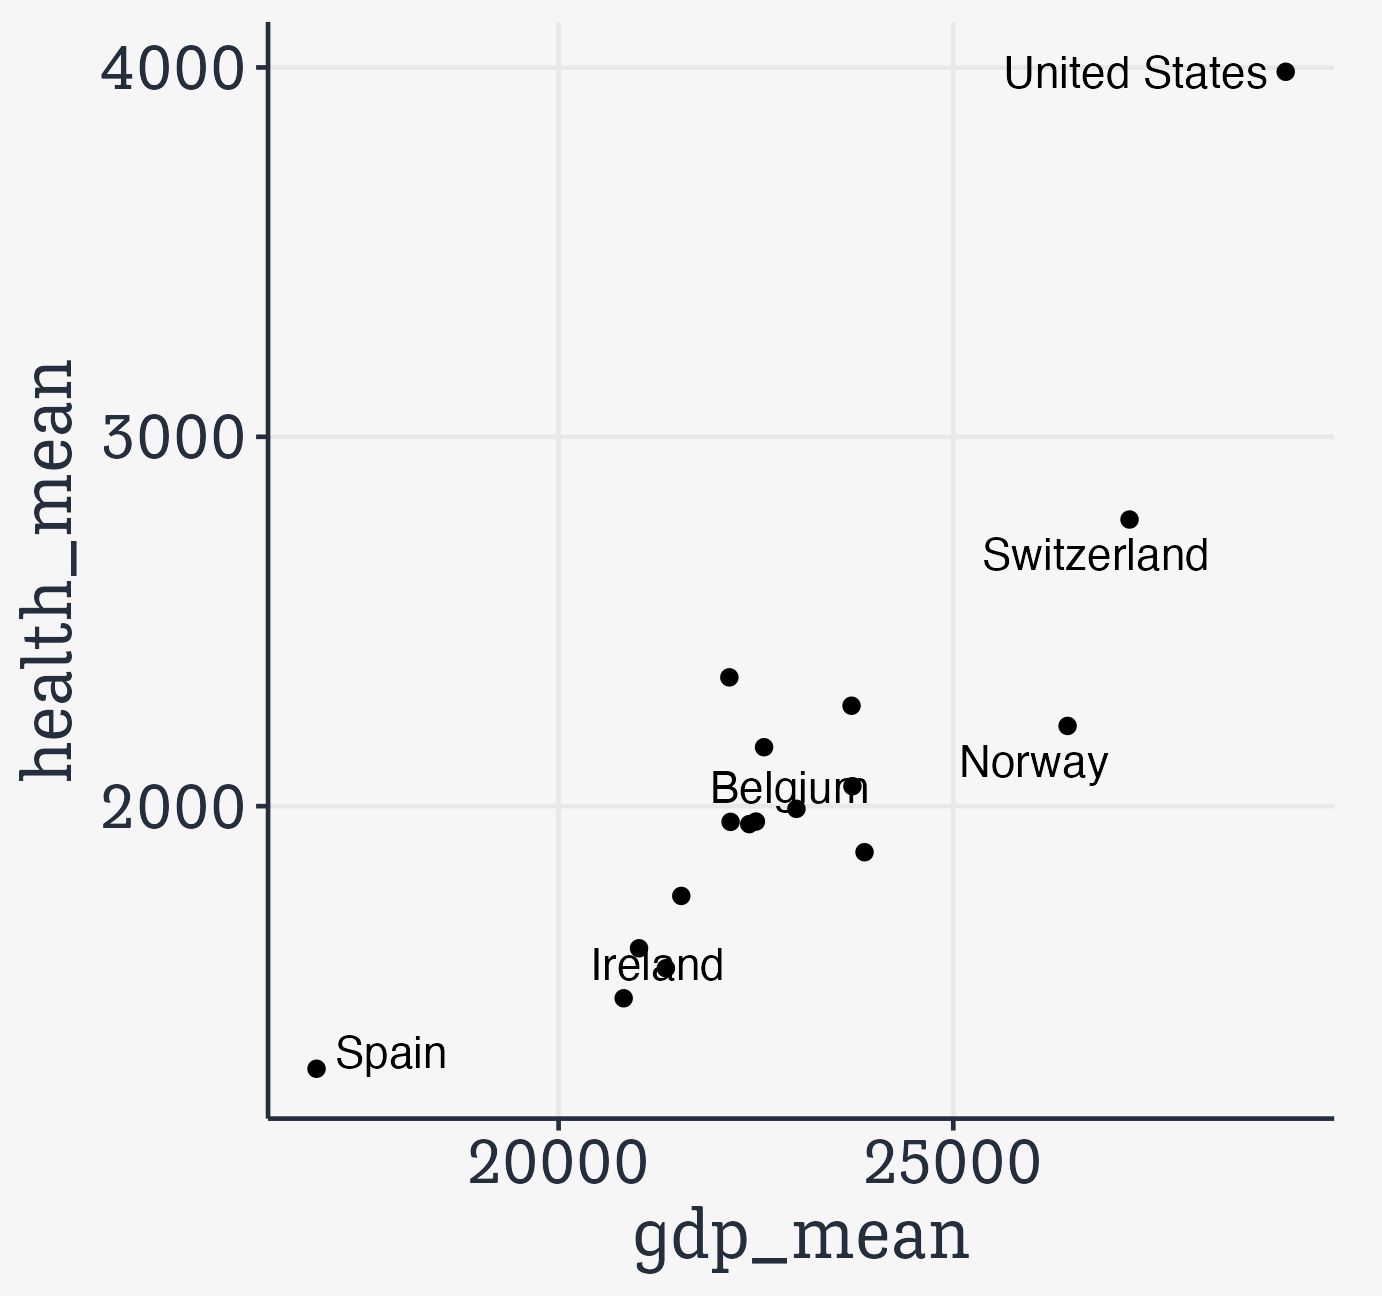 4000
United States
3000
Switzerland
Norway
Belgium
2000
Ireland
Spain
20000 25000
gdp_mean
health_mean